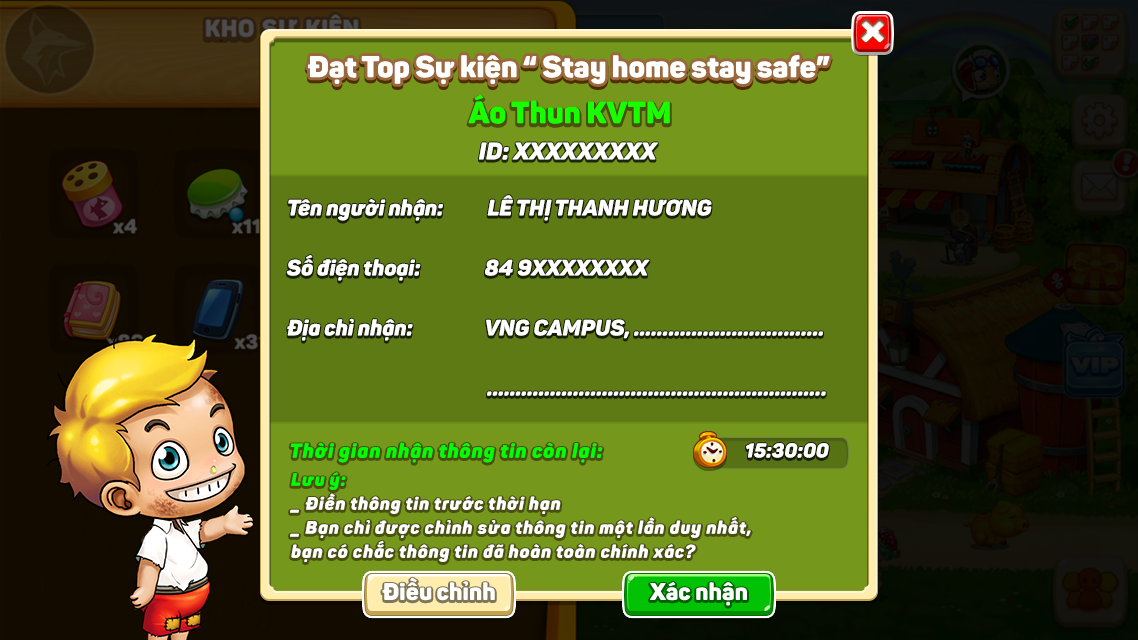 KHO SỰ KIỆN
Đạt Top Sự kiện “ Stay home stay safe”
Áo Thun KVTM
ID: XXXXXXXXX
Tên người nhận: LÊ THỊ THANH HƯƠNG
Số điện thoại: 84 9XXXXXXXX
Địa chỉ nhận: VNG CAMPUS, ..................................
.............................................................
x4
x11
x3
VIP
Thời gian nhận thông tin còn lại: 15:30:00
Lưu ý:
_ Điền thông tin trước thời hạn
_ Bạn chỉ được chỉnh sửa thông tin một lần duy nhất,
bạn có chắc thông tin đã hoàn toàn chính xác?
Điều chỉnh
Xác nhận